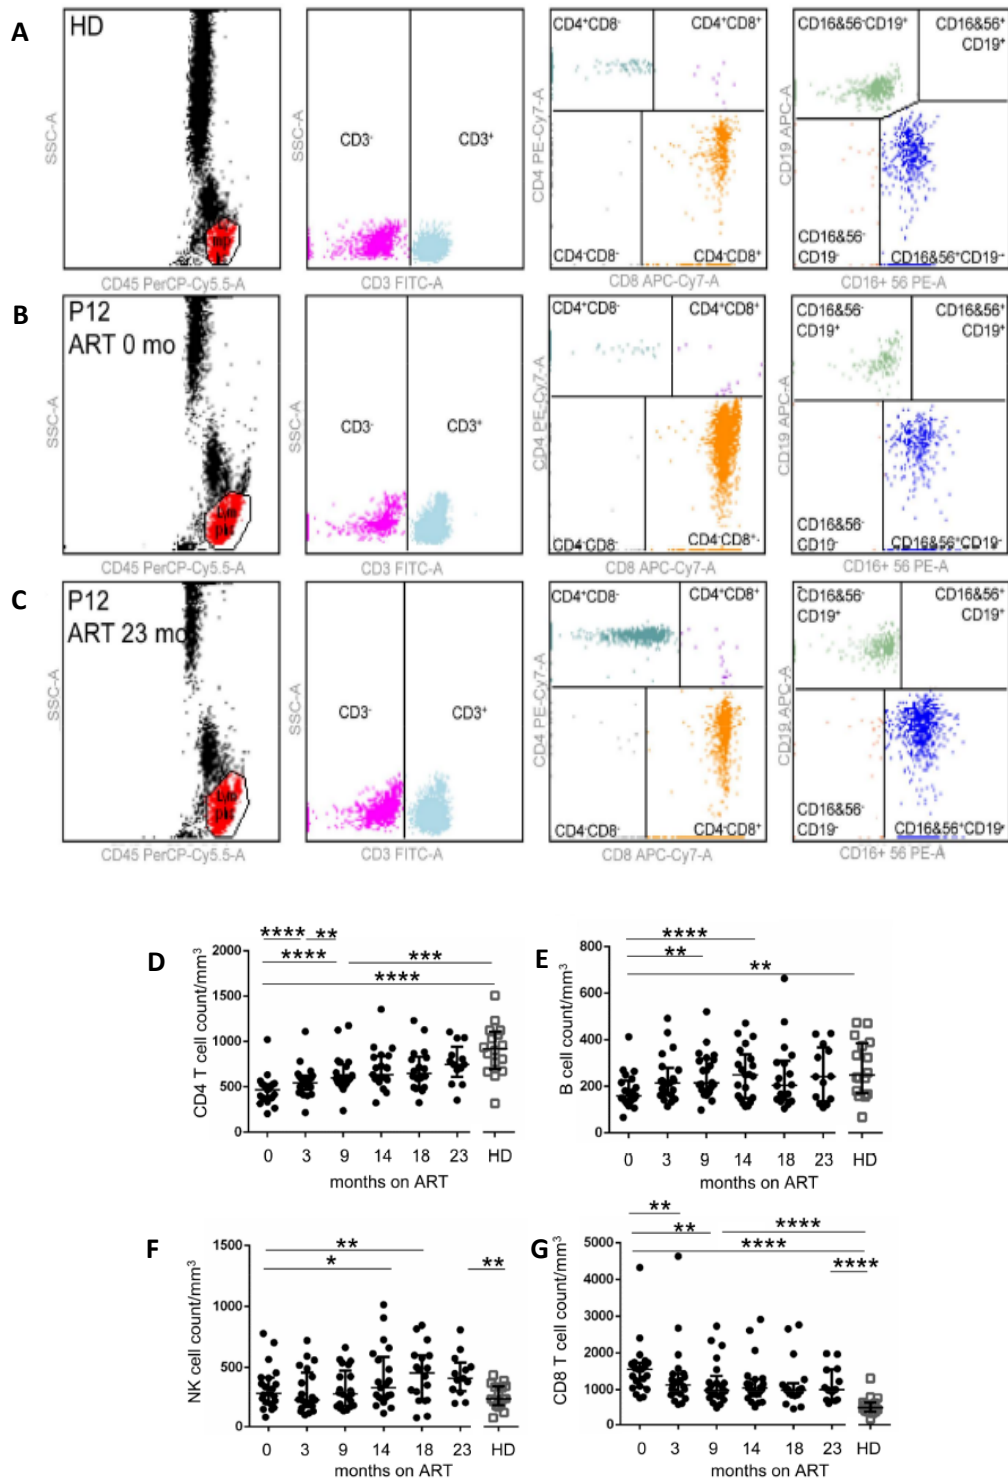 A
HD
SSC-A
CD45 PerCP-Cy5.5-A
SSC-A
CD3⁻
CD3⁺
CD3 FITC-A
CD4 PE-Cy7-A
CD4⁺CD8⁻
CD4⁺CD8⁺
CD4⁻CD8⁻
CD4⁻CD8⁺
CD8 APC-Cy7-A
CD19 APC-A
CD16&56⁻CD19⁺
CD16&56⁺
CD19⁺
CD16&56⁻
CD19⁻
CD16&56⁺CD19⁻
CD16+ 56 PE-A
B
P12
ART 0 mo
SSC-A
CD45 PerCP-Cy5.5-A
SSC-A
CD3⁻
CD3⁺
CD3 FITC-A
CD4 PE-Cy7-A
CD4⁺CD8⁻
CD4⁺CD8⁺
CD4⁻CD8⁻
CD4⁻CD8⁺
CD8 APC-Cy7-A
CD19 APC-A
CD16&56⁻
CD19⁺
CD16&56⁺
CD19⁺
CD16&56⁻
CD19⁻
CD16&56⁺CD19⁻
CD16+ 56 PE-A
C
P12
ART 23 mo
SSC-A
CD45 PerCP-Cy5.5-A
SSC-A
CD3⁻
CD3⁺
CD3 FITC-A
CD4 PE-Cy7-A
CD4⁺CD8⁻
CD4⁺CD8⁺
CD4⁻CD8⁻
CD4⁻CD8⁺
CD8 APC-Cy7-A
CD19 APC-A
CD16&56⁻
CD19⁺
CD16&56⁺
CD19⁺
CD16&56⁻
CD19⁻
CD16&56⁺CD19⁻
CD16+ 56 PE-A
D
**** **
**** ***
****
CD4 T cell count/mm³
2000
1500
1000
500
0
0 3 9 14 18 23 HD
months on ART
E
****
**
**
B cell count/mm³
800
600
400
200
0
0 3 9 14 18 23 HD
months on ART
F
**
* **
NK cell count/mm³
1500
1000
500
0
0 3 9 14 18 23 HD
months on ART
G
**
** ****
****
****
CD8 T cell count/mm³
5000
4000
3000
2000
1000
0
0 3 9 14 18 23 HD
months on ART